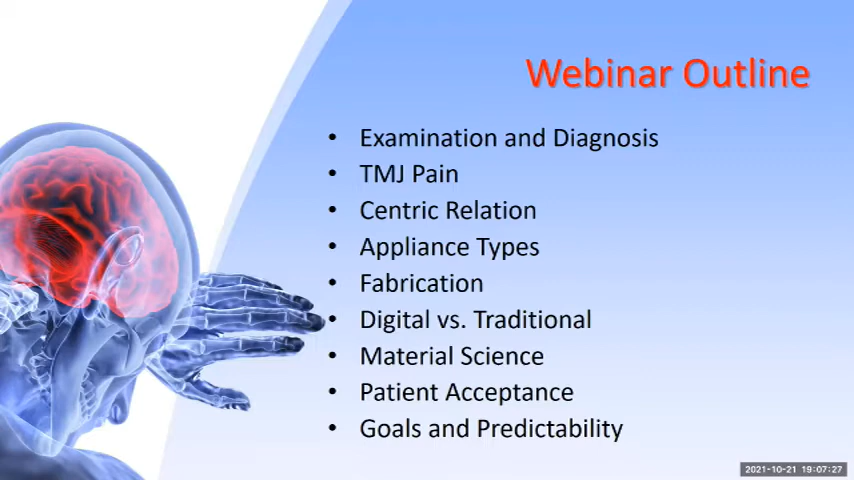 Webinar Outline
• Examination and Diagnosis
• TMJ Pain
• Centric Relation
• Appliance Types
• Fabrication
• Digital vs. Traditional
• Material Science
• Patient Acceptance
• Goals and Predictability
2021-10-21 19:07:27